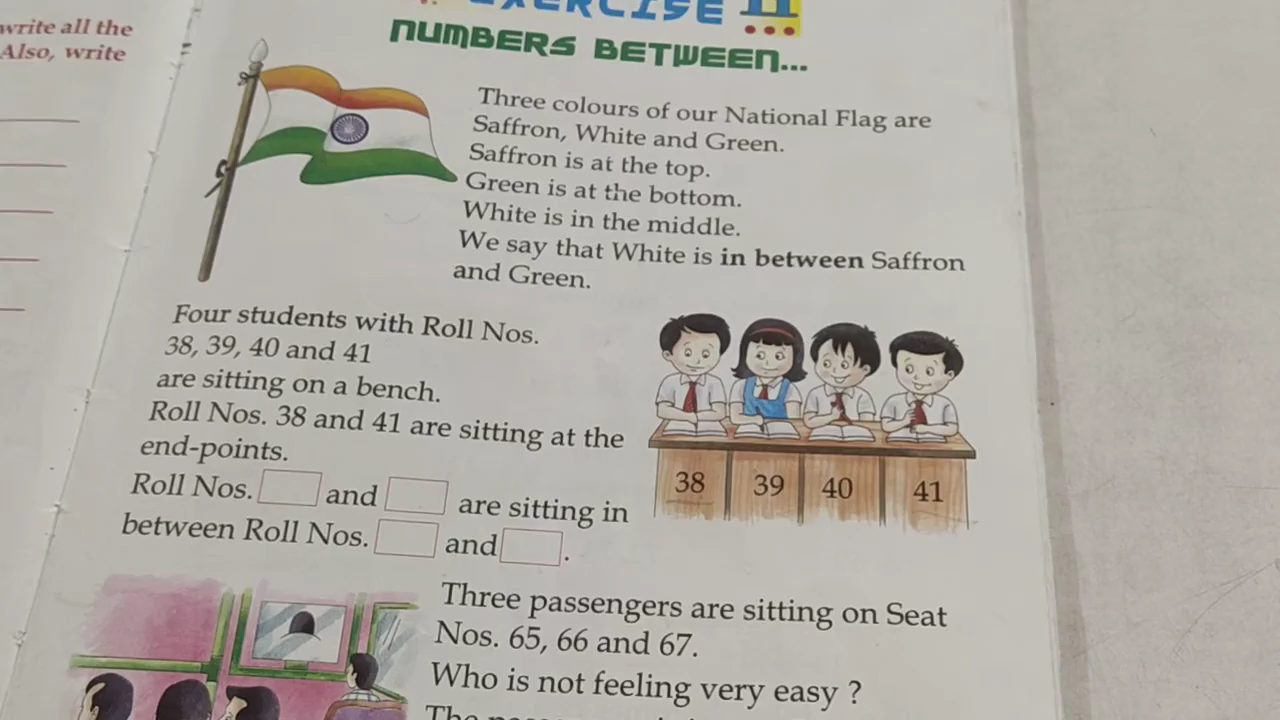 write all the
Also, write
EXERCISE 11
NUMBERS BETWEEN...
Three colours of our National Flag are
Saffron, White and Green.
Saffron is at the top.
Green is at the bottom.
White is in the middle.
We say that White is in between Saffron
and Green.
Four students with Roll Nos.
38, 39, 40 and 41
are sitting on a bench.
Roll Nos. 38 and 41 are sitting at the
end-points.
Roll Nos. and are sitting in
between Roll Nos. and .
38 39 40 41
Three passengers are sitting on Seat
Nos. 65, 66 and 67.
Who is not feeling very easy ?